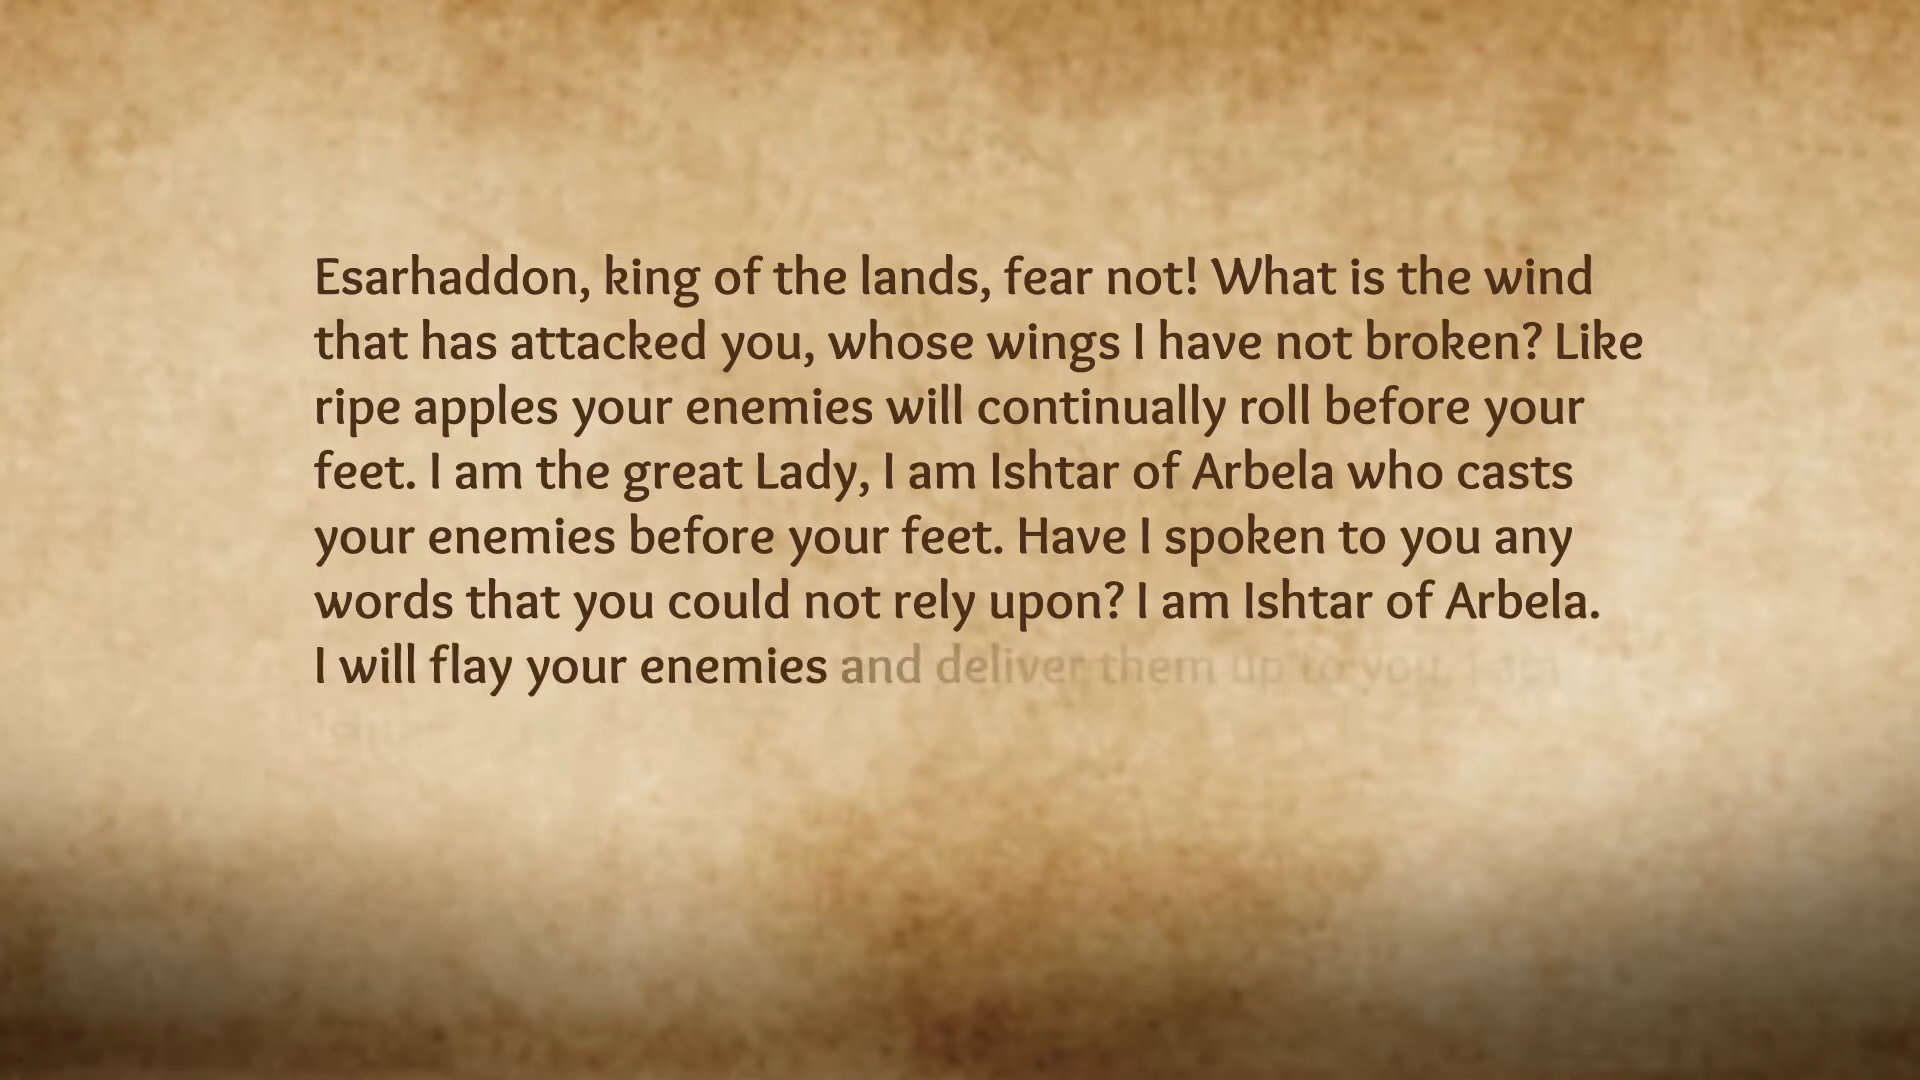 Esarhaddon, king of the lands, fear not! What is the wind
that has attacked you, whose wings I have not broken? Like
ripe apples your enemies will continually roll before your
feet. I am the great Lady, I am Ishtar of Arbela who casts
your enemies before your feet. Have I spoken to you any
words that you could not rely upon? I am Ishtar of Arbela.
I will flay your enemies and deliver them up to you. I am